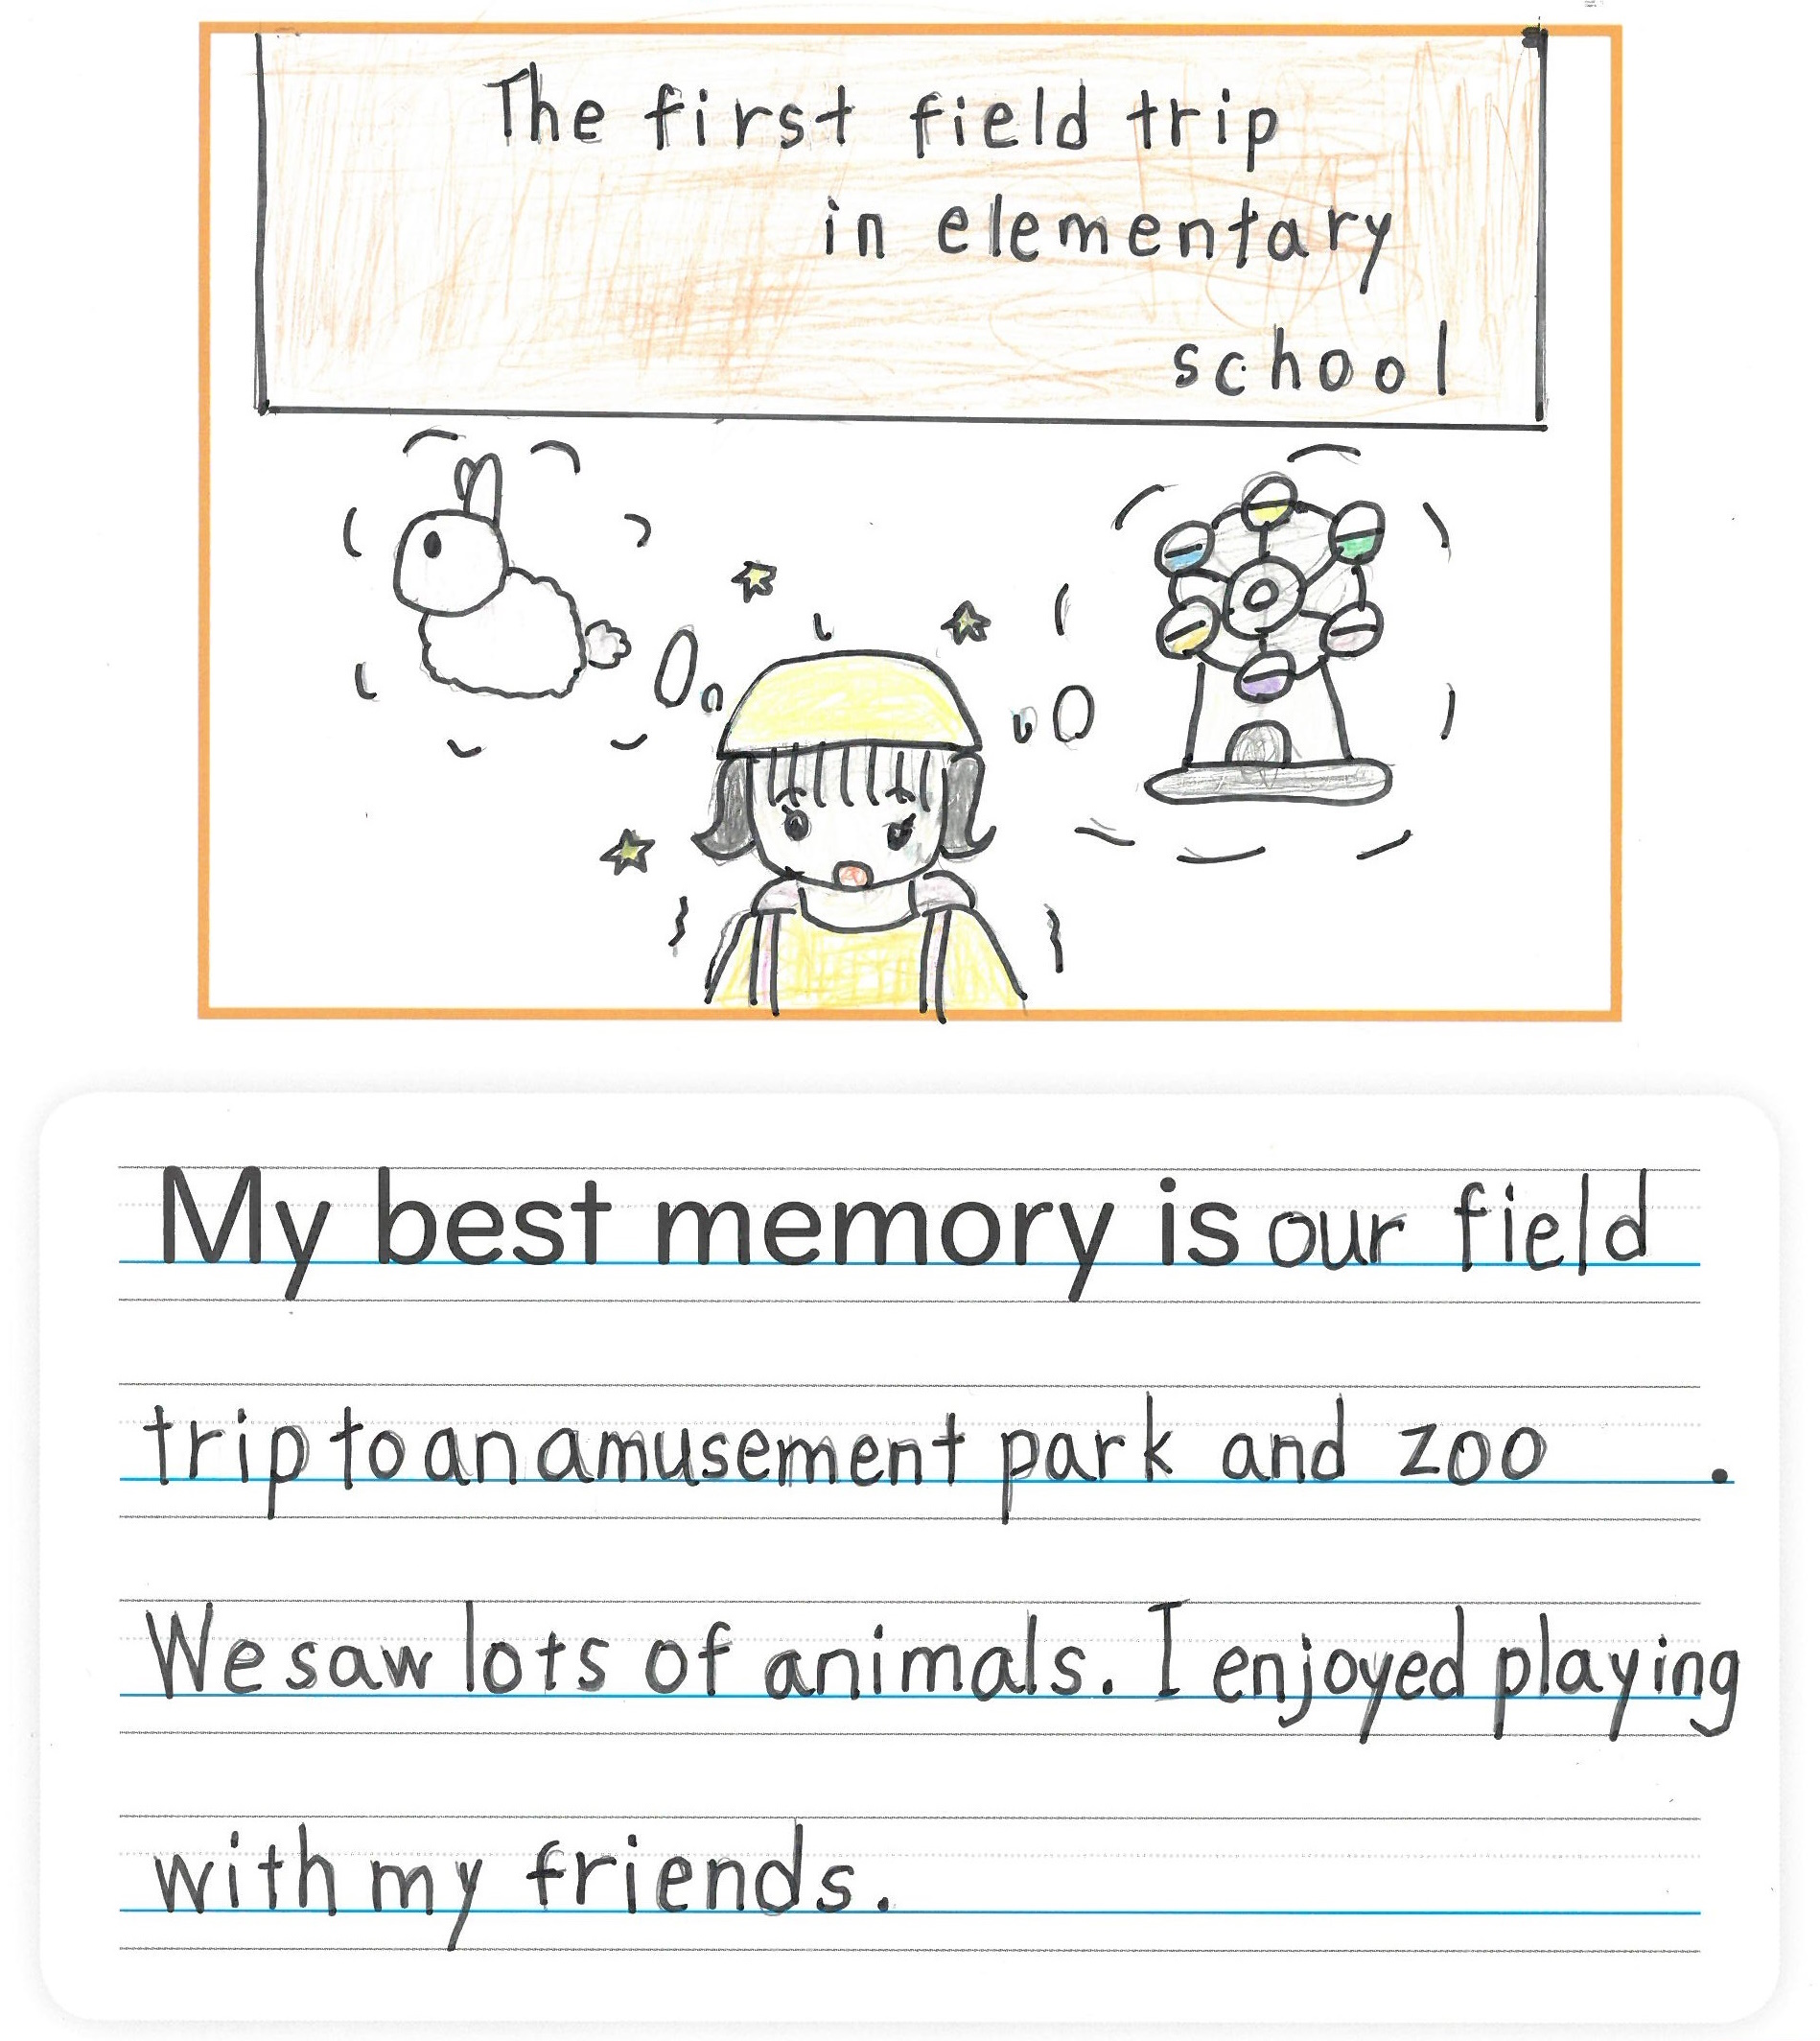 The first field trip
in elementary
school
My best memory is our field
trip to an amusement park and zoo .
We saw lots of animals. I enjoyed playing
with my friends.